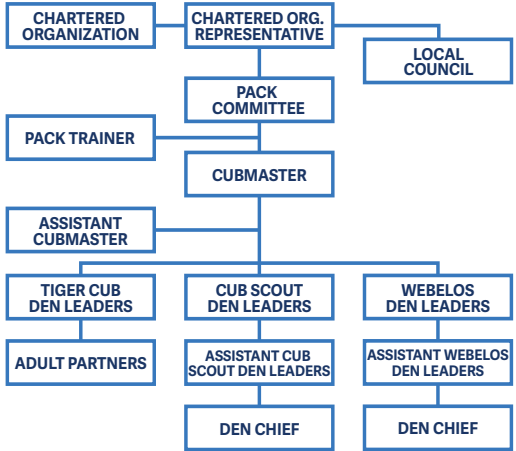 CHARTERED
ORGANIZATION
CHARTERED ORG.
REPRESENTATIVE
LOCAL
COUNCIL
PACK
COMMITTEE
PACK TRAINER
CUBMASTER
ASSISTANT
CUBMASTER
TIGER CUB
DEN LEADERS
CUB SCOUT
DEN LEADERS
WEBELOS
DEN LEADERS
ADULT PARTNERS
ASSISTANT CUB
SCOUT DEN LEADERS
ASSISTANT WEBELOS
DEN LEADERS
DEN CHIEF
DEN CHIEF